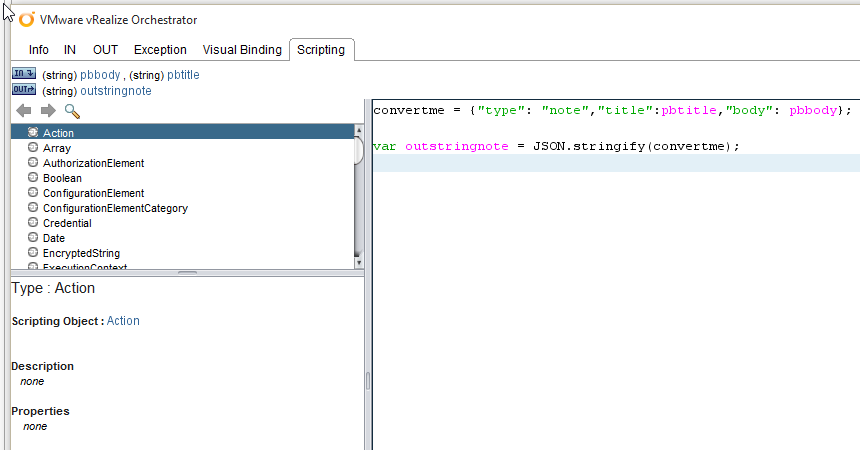 VMware vRealize Orchestrator
Info IN OUT Exception Visual Binding Scripting
IN (string) pbbody , (string) pbtitle
OUT (string) outstringnote
Action
Array
AuthorizationElement
Boolean
ConfigurationElement
ConfigurationElementCategory
Credential
Date
EncryptedString
ExecutionContext
convertme = {"type": "note","title":pbtitle,"body": pbbody};
var outstringnote = JSON.stringify(convertme);
Type : Action
Scripting Object : Action
Description
none
Properties
none